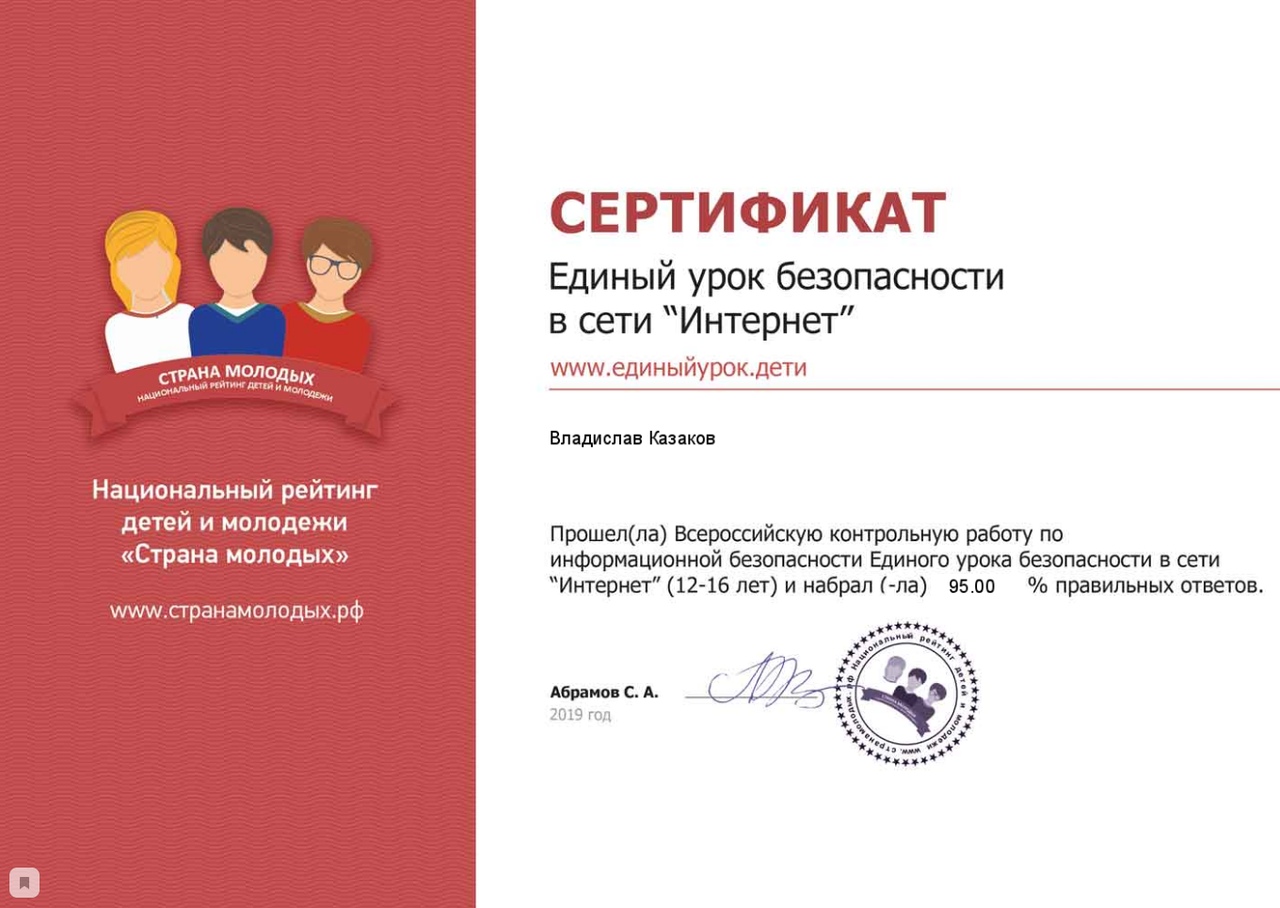 СТРАНА МОЛОДЫХ
НАЦИОНАЛЬНЫЙ РЕЙТИНГ ДЕТЕЙ И МОЛОДЕЖИ
Национальный рейтинг
детей и молодежи
«Страна молодых»
www.странамолодых.рф
СЕРТИФИКАТ
Единый урок безопасности
в сети “Интернет”
www.единыйурок.дети
Владислав Казаков
Прошел(ла) Всероссийскую контрольную работу по
информационной безопасности Единого урока безопасности в сети
“Интернет” (12-16 лет) и набрал (-ла) 95.00 % правильных ответов.
Абрамов С. А.
2019 год
Национальный рейтинг детей и молодежи www.странамолодых.рф
СТРАНА МОЛОДЫХ